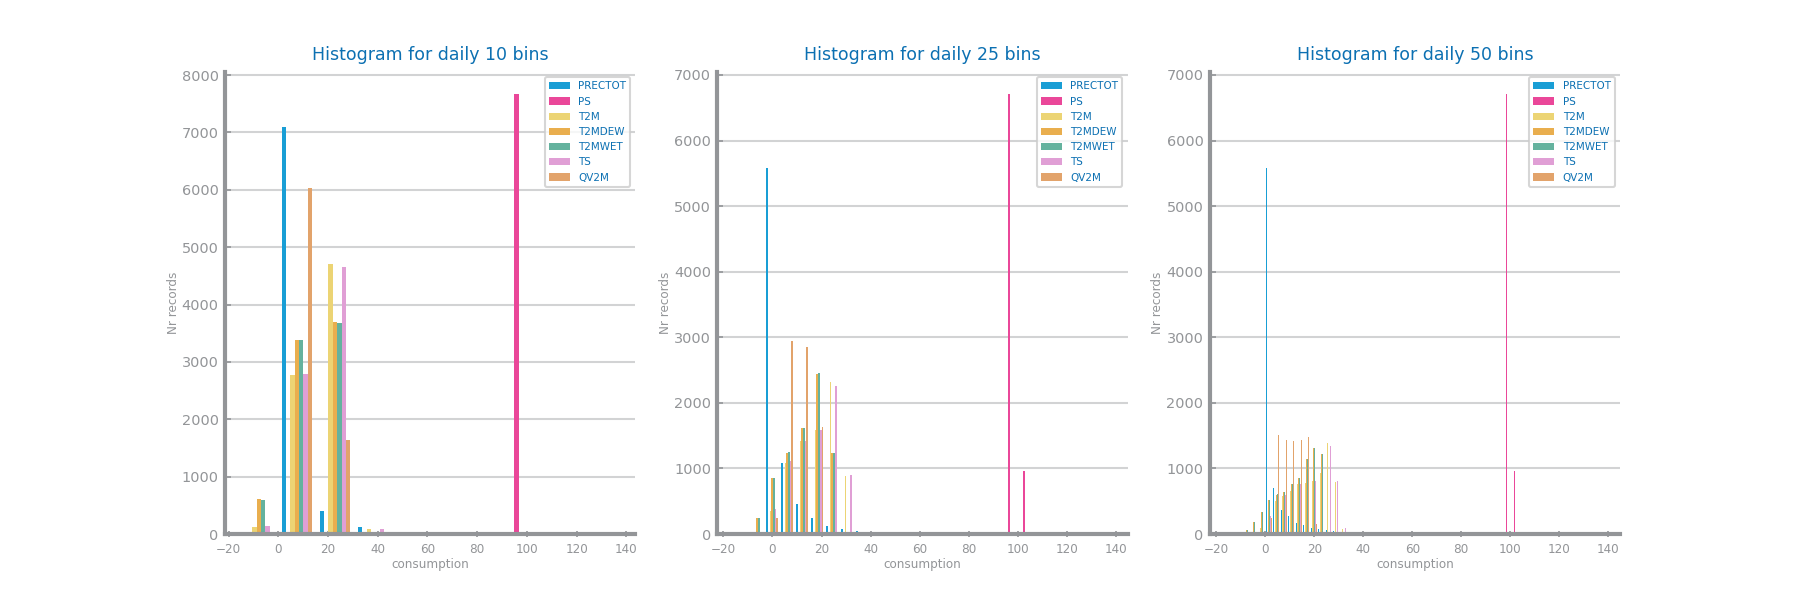 Histogram for daily 10 bins
8000
7000
6000
5000
4000
3000
2000
1000
0
Nr records
−20 0 20 40 60 80 100 120 140
consumption
PRECTOT
PS
T2M
T2MDEW
T2MWET
TS
QV2M
Histogram for daily 25 bins
7000
6000
5000
4000
3000
2000
1000
0
Nr records
−20 0 20 40 60 80 100 120 140
consumption
PRECTOT
PS
T2M
T2MDEW
T2MWET
TS
QV2M
Histogram for daily 50 bins
7000
6000
5000
4000
3000
2000
1000
0
Nr records
−20 0 20 40 60 80 100 120 140
consumption
PRECTOT
PS
T2M
T2MDEW
T2MWET
TS
QV2M